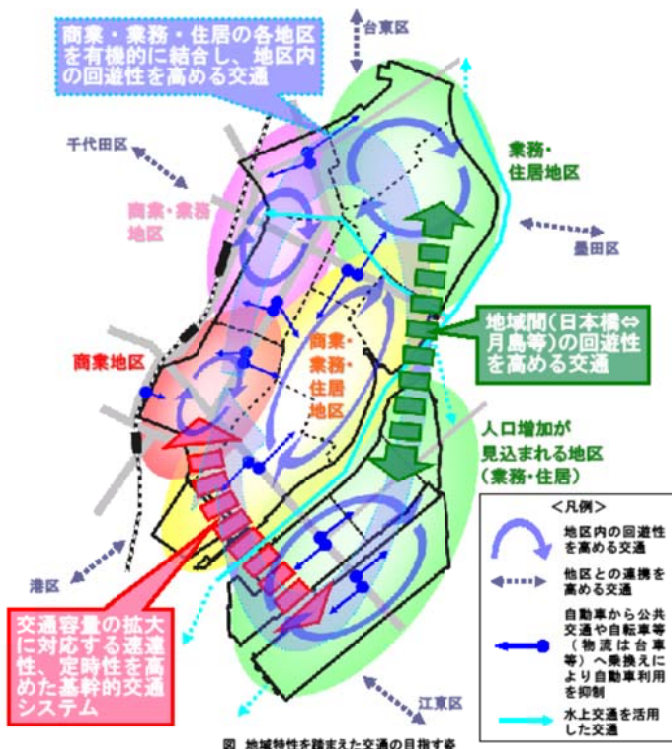 商業・業務・住居の各地区
を有機的に結合し、地区内
の回遊性を高める交通
台東区
千代田区
業務・
住居地区
商業・業務
地区
墨田区
地域間(日本橋⇔
月島等)の回遊性
を高める交通
商業地区
商業・
業務・
住居
地区
人口増加が
見込まれる地区
(業務・住居)
港区
交通容量の拡大
に対応する速達
性、定時性を高
めた基幹的交通
システム
江東区
<凡例>
地区内の回遊性
を高める交通
他区との連携を
高める交通
自動車から公共
交通や自転車等
(物流は台車
等)へ乗換えに
より自動車利用
を抑制
水上交通を活用
した交通
図 地域特性を踏まえた交通の目指す姿